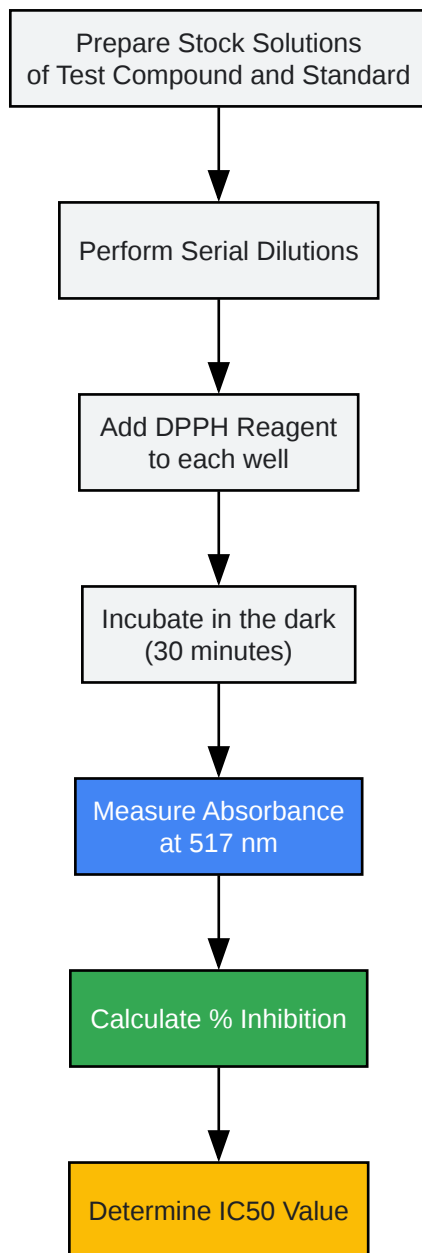 Prepare Stock Solutions
of Test Compound and Standard
Perform Serial Dilutions
Add DPPH Reagent
to each well
Incubate in the dark
(30 minutes)
Measure Absorbance
at 517 nm
Calculate % Inhibition
Determine IC50 Value